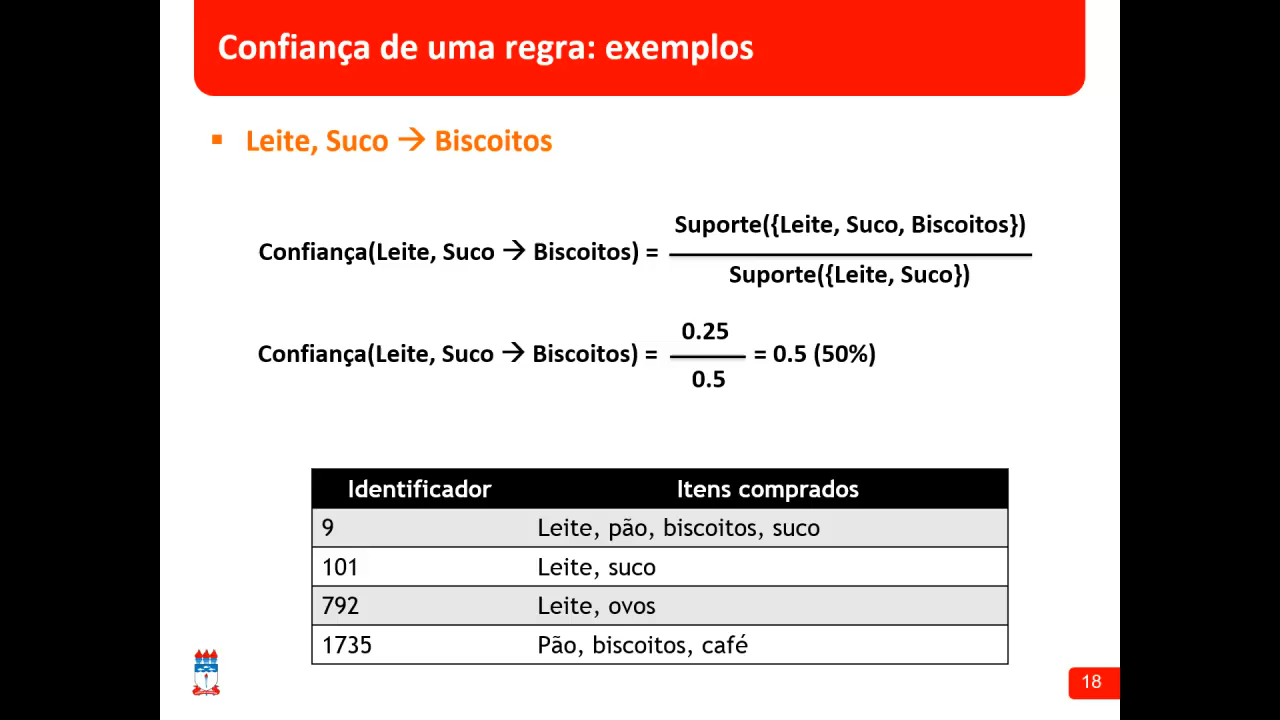 Confiança de uma regra: exemplos
▪ Leite, Suco → Biscoitos
Suporte({Leite, Suco, Biscoitos})
Confiança(Leite, Suco → Biscoitos) =
Suporte({Leite, Suco})
0.25
Confiança(Leite, Suco → Biscoitos) = = 0.5 (50%)
0.5
Identificador Itens comprados
9 Leite, pão, biscoitos, suco
101 Leite, suco
792 Leite, ovos
1735 Pão, biscoitos, café
18